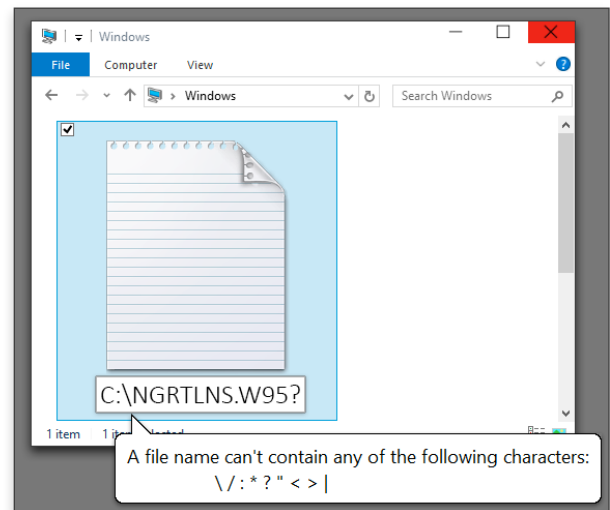 Windows
File Computer View
Windows
Search Windows
C:\NGRTLNS.W95?
1 item
A file name can't contain any of the following characters:
\ / : * ? " < > |